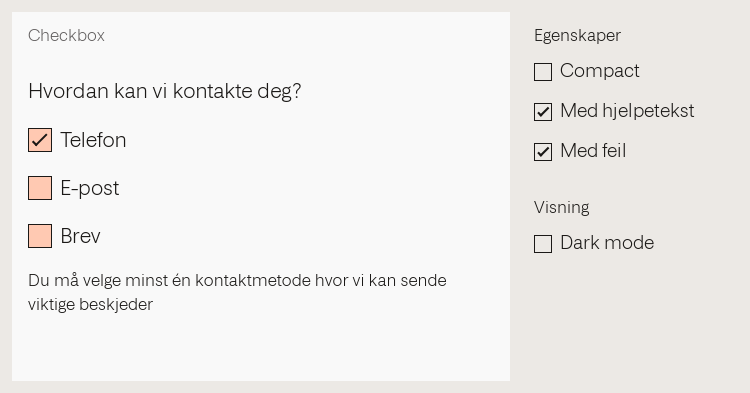 Checkbox
Hvordan kan vi kontakte deg?
Telefon
E-post
Brev
Du må velge minst én kontaktmetode hvor vi kan sende
viktige beskjeder
Egenskaper
Compact
Med hjelpetekst
Med feil
Visning
Dark mode